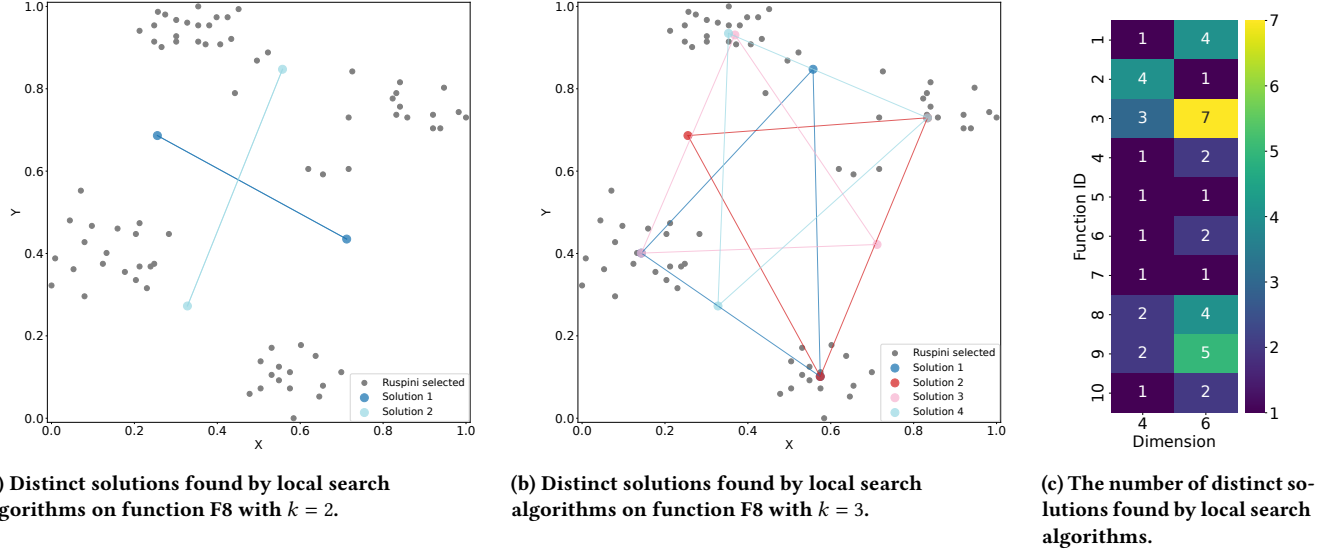 1.0
0.8
0.6
0.4
0.2
0.0
Y
0.0 0.2 0.4 0.6 0.8 1.0
X
Ruspini selected
Solution 1
Solution 2
) Distinct solutions found by local search
gorithms on function F8 with k = 2.
1.0
0.8
0.6
0.4
0.2
0.0
Y
0.0 0.2 0.4 0.6 0.8 1.0
X
Ruspini selected
Solution 1
Solution 2
Solution 3
Solution 4
(b) Distinct solutions found by local search
algorithms on function F8 with k = 3.
Function ID
1 1 4
2 4 1
3 3 7
4 1 2
5 1 1
6 1 2
7 1 1
8 2 4
9 2 5
10 1 2
4 6
Dimension
7
6
5
4
3
2
1
(c) The number of distinct so-
lutions found by local search
algorithms.